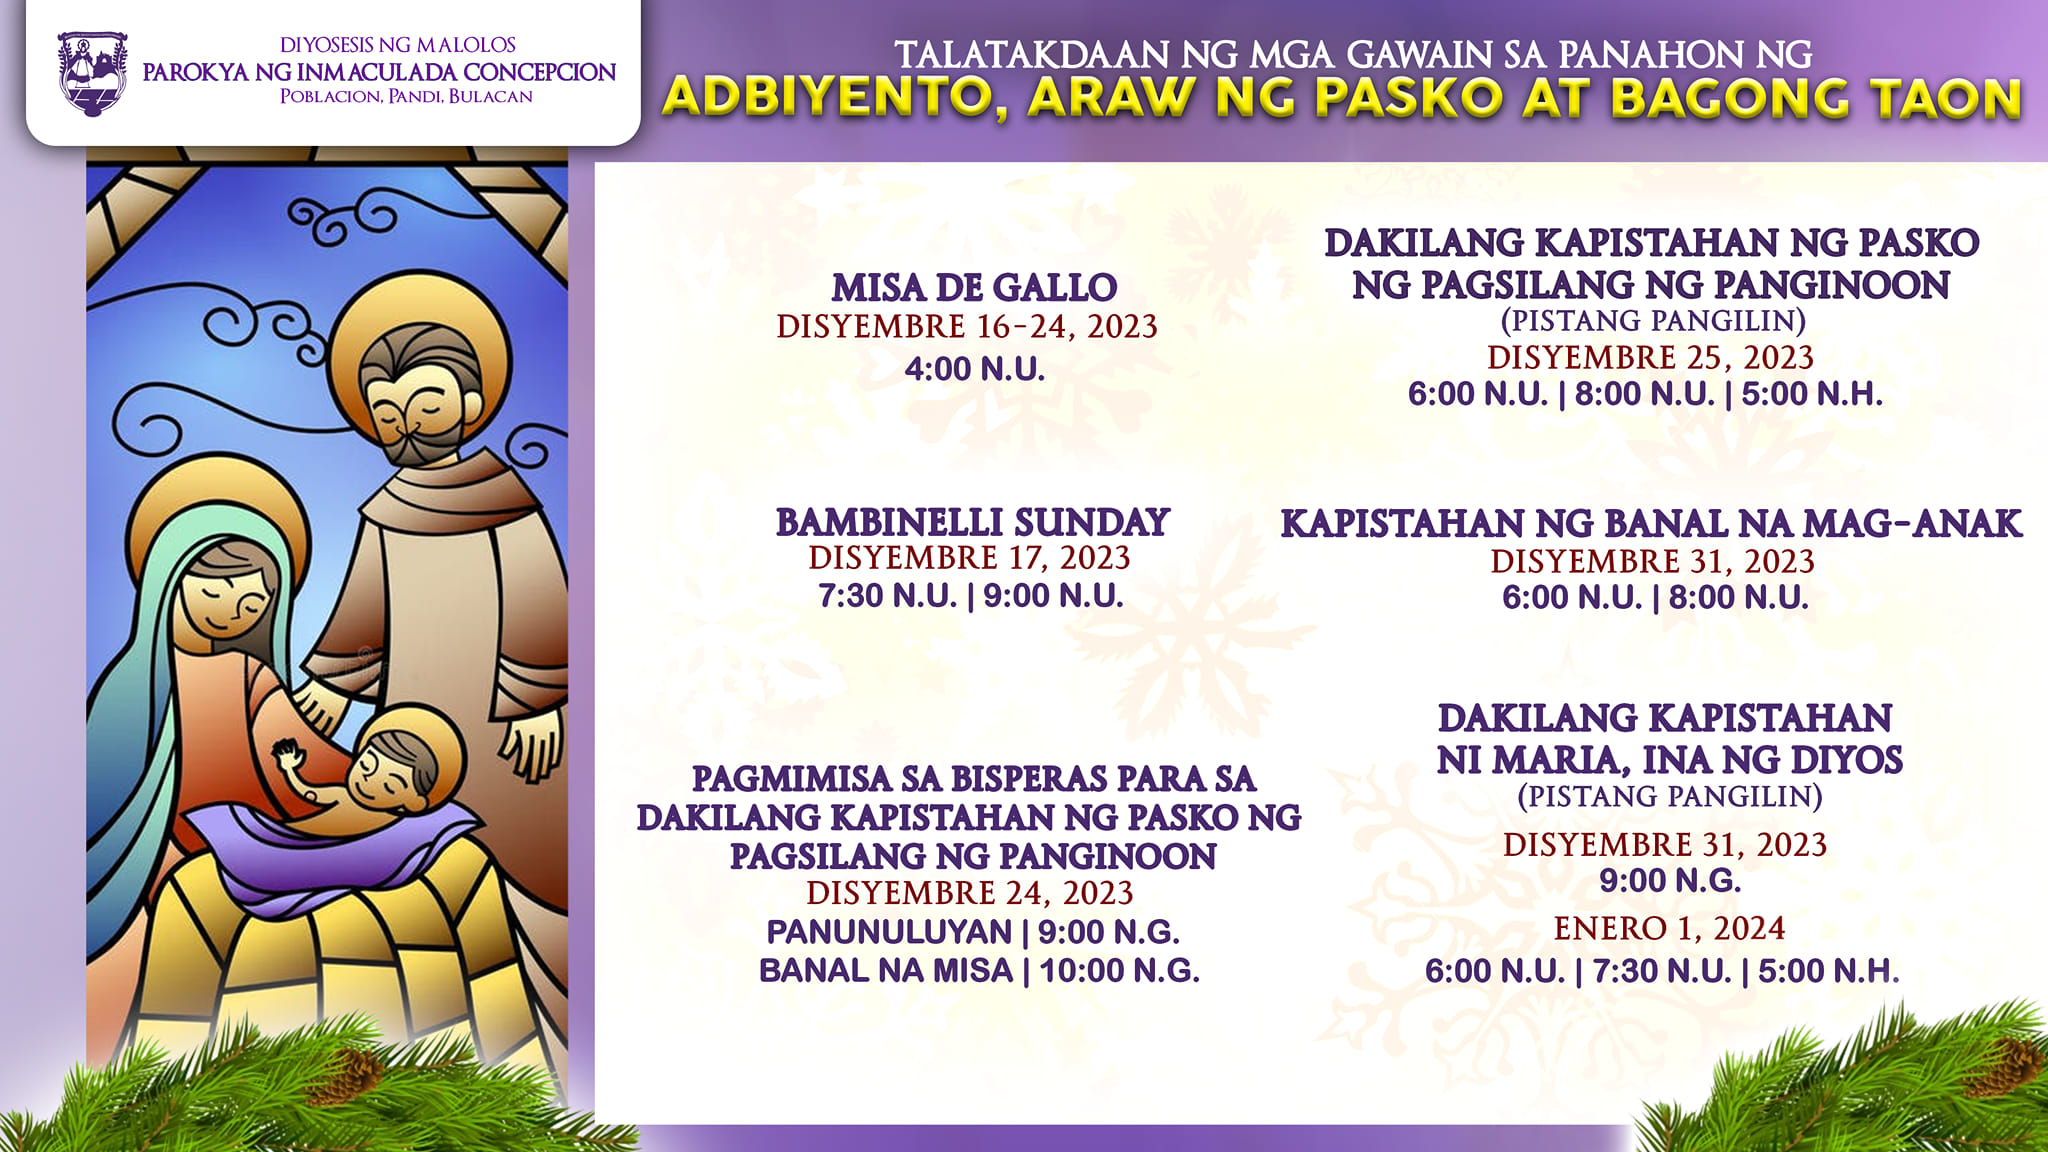 DIYOSESIS NG MALOLOS
PAROKYA NG INMACULADA CONCEPCION
POBLACION, PANDI, BULACAN
TALATAKDAAN NG MGA GAWAIN SA PANAHON NG
ADBIYENTO, ARAW NG PASKO AT BAGONG TAON
MISA DE GALLO
DISYEMBRE 16-24, 2023
4:00 N.U.
BAMBINELLI SUNDAY
DISYEMBRE 17, 2023
7:30 N.U. | 9:00 N.U.
PAGMIMISA SA BISPERAS PARA SA
DAKILANG KAPISTAHAN NG PASKO NG
PAGSILANG NG PANGINOON
DISYEMBRE 24, 2023
PANUNULUYAN | 9:00 N.G.
BANAL NA MISA | 10:00 N.G.
DAKILANG KAPISTAHAN NG PASKO
NG PAGSILANG NG PANGINOON
(PISTANG PANGILIN)
DISYEMBRE 25, 2023
6:00 N.U. | 8:00 N.U. | 5:00 N.H.
KAPISTAHAN NG BANAL NA MAG-ANAK
DISYEMBRE 31, 2023
6:00 N.U. | 8:00 N.U.
DAKILANG KAPISTAHAN
NI MARIA, INA NG DIYOS
(PISTANG PANGILIN)
DISYEMBRE 31, 2023
9:00 N.G.
ENERO 1, 2024
6:00 N.U. | 7:30 N.U. | 5:00 N.H.